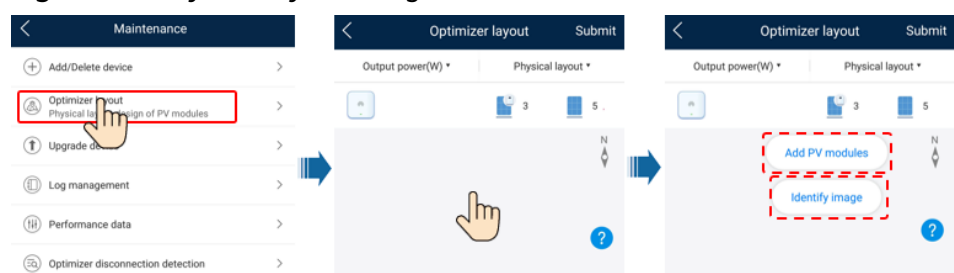 Maintenance
Add/Delete device
Optimizer layout
Physical layout design of PV modules
Upgrade device
Log management
Performance data
Optimizer disconnection detection
Optimizer layout Submit
Output power(W) Physical layout
3 5
N
?
Optimizer layout Submit
Output power(W) Physical layout
3 5
N
Add PV modules
Identify image
?